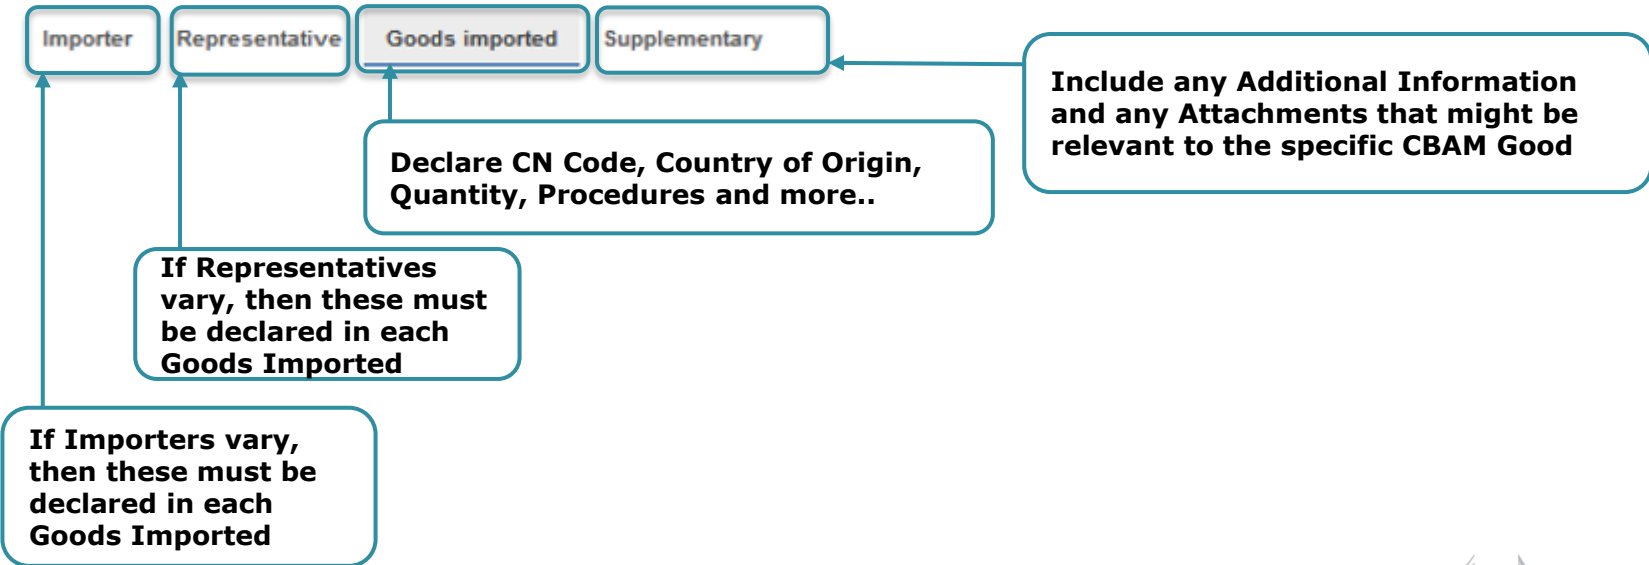 Importer
Representative
Goods imported
Supplementary
Include any Additional Information
and any Attachments that might be
relevant to the specific CBAM Good
Declare CN Code, Country of Origin,
Quantity, Procedures and more..
If Representatives
vary, then these must
be declared in each
Goods Imported
If Importers vary,
then these must be
declared in each
Goods Imported